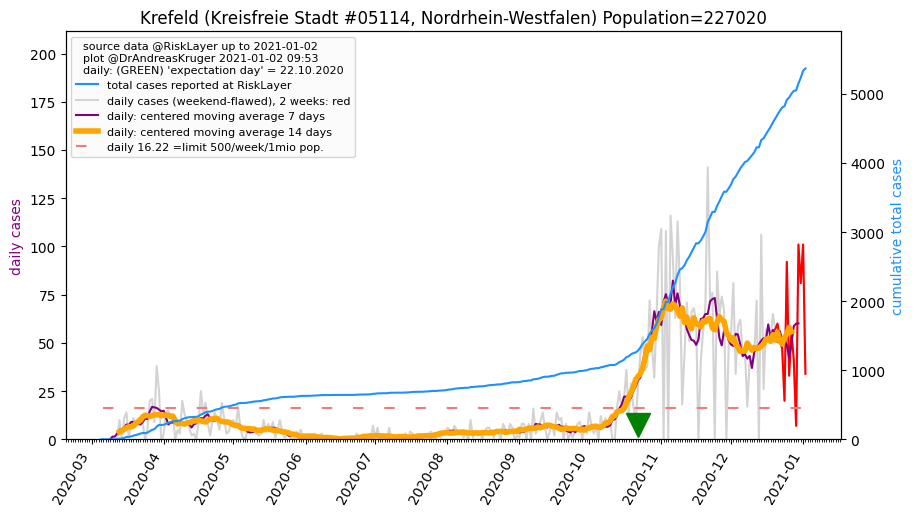 Krefeld (Kreisfreie Stadt #05114, Nordrhein-Westfalen) Population=227020
source data @RiskLayer up to 2021-01-02
plot @DrAndreasKruger 2021-01-02 09:53
daily: (GREEN) 'expectation day' = 22.10.2020
total cases reported at RiskLayer
daily cases (weekend-flawed), 2 weeks: red
daily: centered moving average 7 days
daily: centered moving average 14 days
daily 16.22 =limit 500/week/1mio pop.
daily cases
200
175
150
125
100
75
50
25
0
cumulative total cases
5000
4000
3000
2000
1000
0
2020-03
2020-04
2020-05
2020-06
2020-07
2020-08
2020-09
2020-10
2020-11
2020-12
2021-01